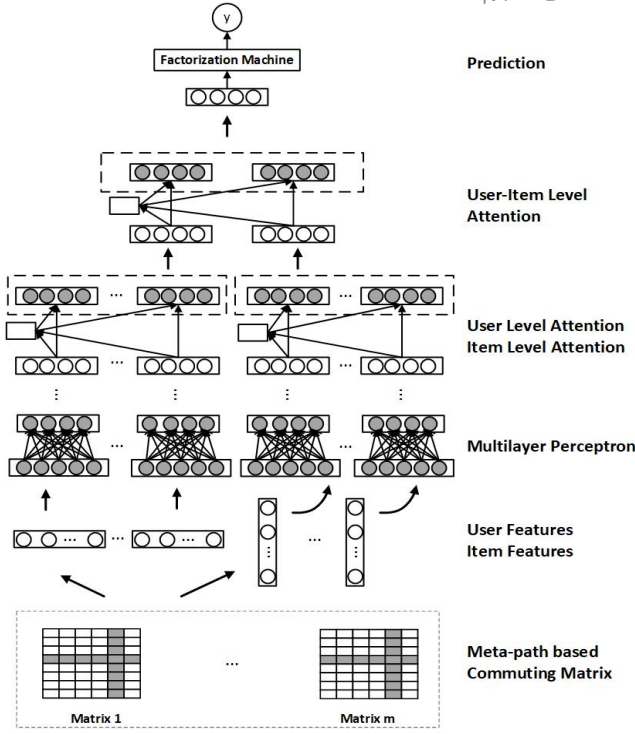 y
Factorization Machine
Prediction
User-Item Level
Attention
...
...
User Level Attention
Item Level Attention
...
...
...
...
...
...
Multilayer Perceptron
... ... ...
...
User Features
Item Features
...
Meta-path based
Commuting Matrix
Matrix 1
Matrix m